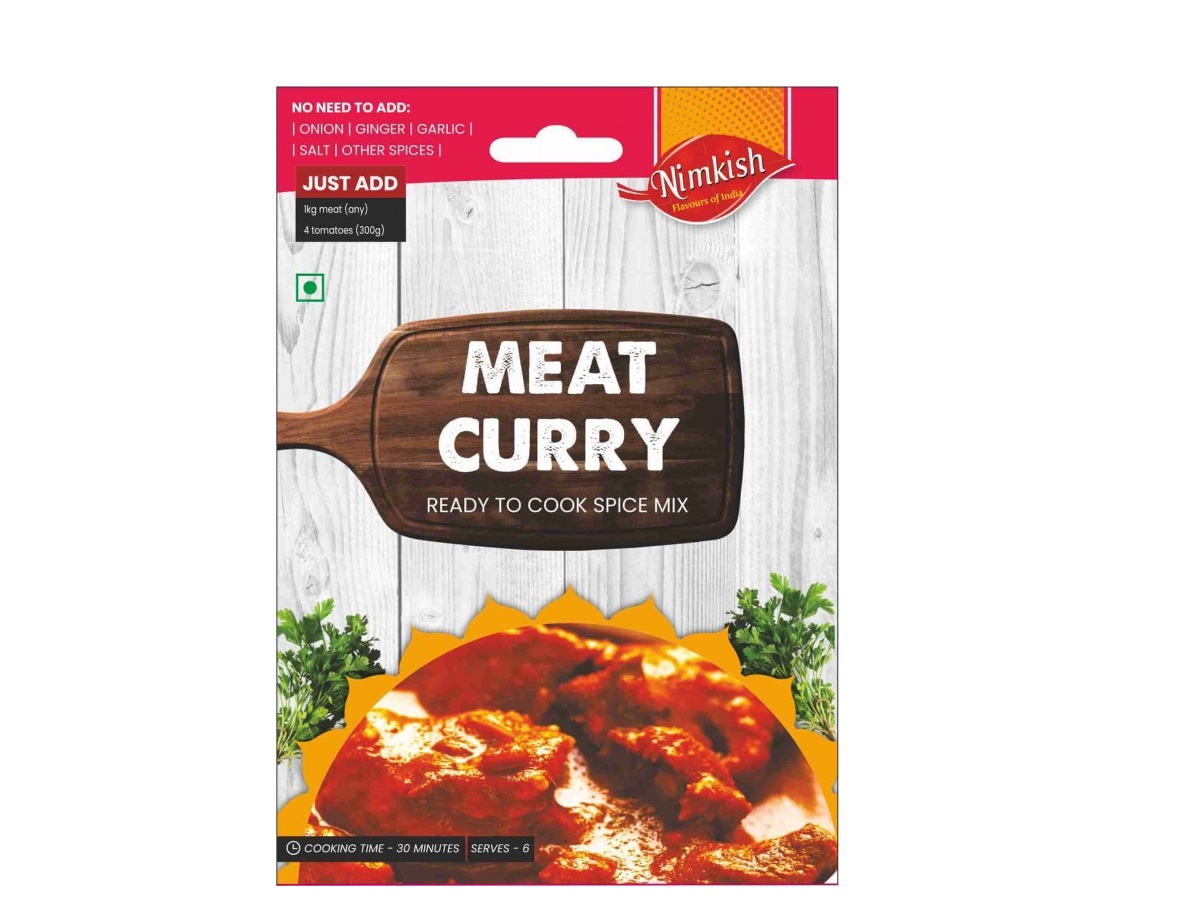 NO NEED TO ADD:
| ONION | GINGER | GARLIC |
| SALT | OTHER SPICES |
JUST ADD
1kg meat (any)
4 tomatoes (300g)
Nimkish
Flavours of India
MEAT
CURRY
READY TO COOK SPICE MIX
COOKING TIME - 30 MINUTES | SERVES - 6